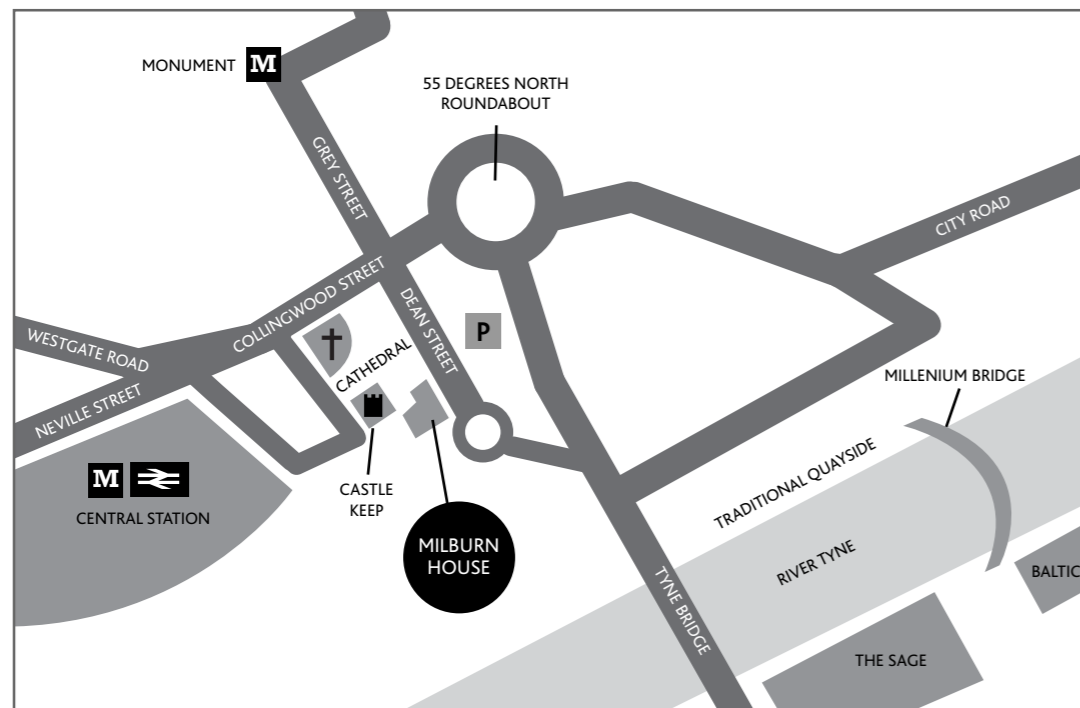 MONUMENT M
55 DEGREES NORTH
ROUNDABOUT
GREY STREET
CITY ROAD
COLLINGWOOD STREET
DEAN STREET
P
WESTGATE ROAD
CATHEDRAL
NEVILLE STREET
MILLENIUM BRIDGE
M
CENTRAL STATION
CASTLE
KEEP
TRADITIONAL QUAYSIDE
MILBURN
HOUSE
RIVER TYNE
TYNE BRIDGE
BALTIC
THE SAGE